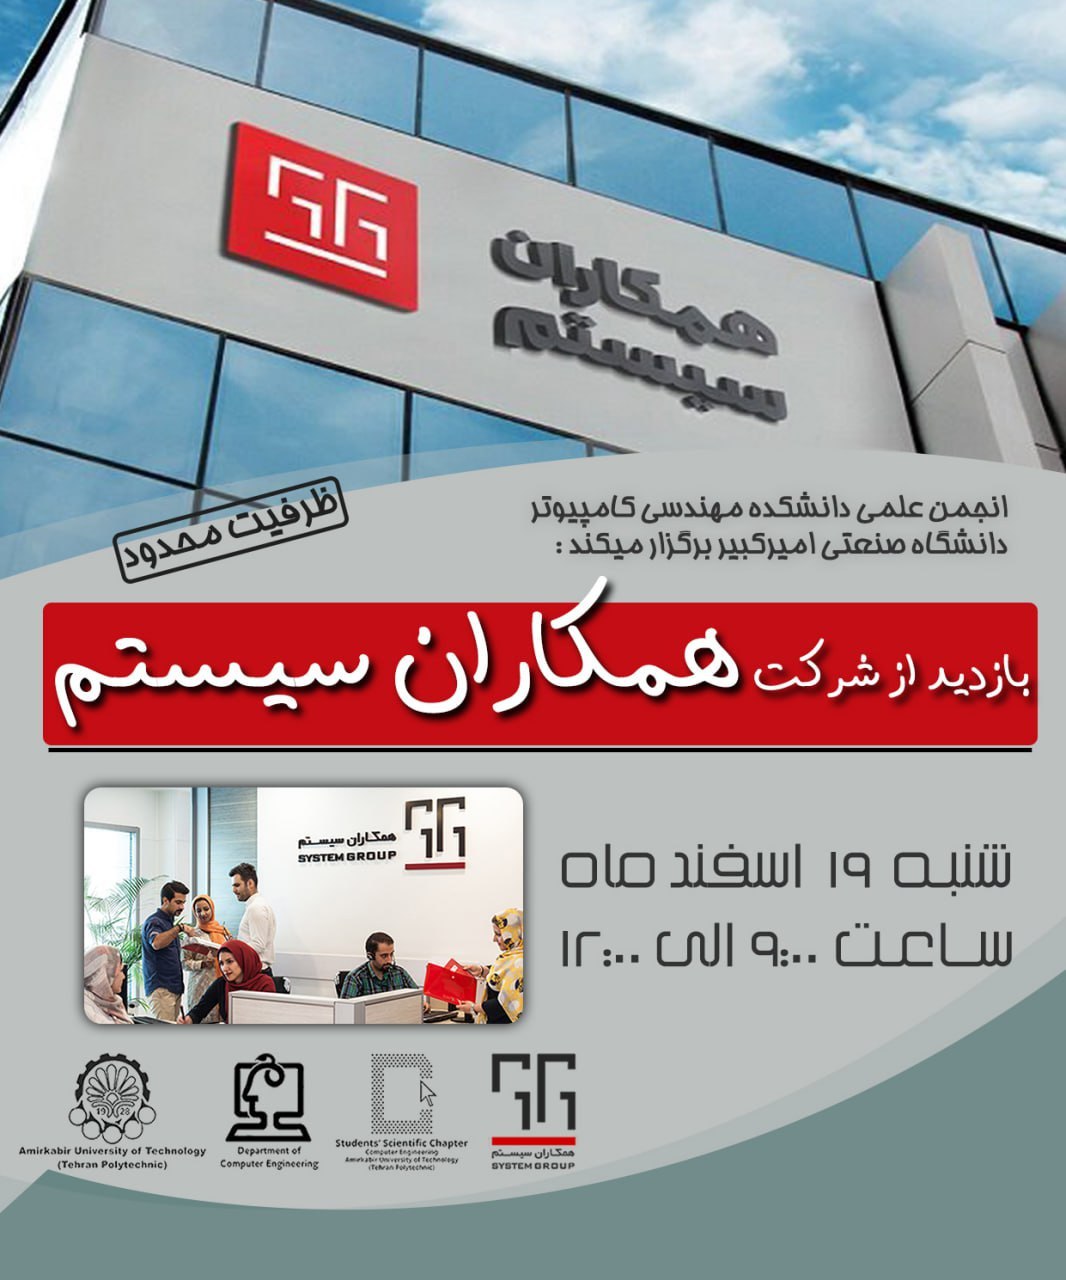 همکاران
سیستم
ظرفیت محدود
انجمن علمی دانشکده مهندسی کامپیوتر
دانشگاه صنعتی امیرکبیر برگزار میکند :
بازدید از شرکت همکاران سیستم
شنبه ۱۹ اسفند ماه
ساعت ۹:۰۰ الی ۱۲:۰۰
همکاران سیستم
SYSTEM GROUP
1928
Amirkabir University of Technology
(Tehran Polytechnic)
Department of
Computer Engineering
Students' Scientific Chapter
Computer Engineering
Amirkabir University of Technology
(Tehran Polytechnic)
همکاران سیستم
SYSTEM GROUP